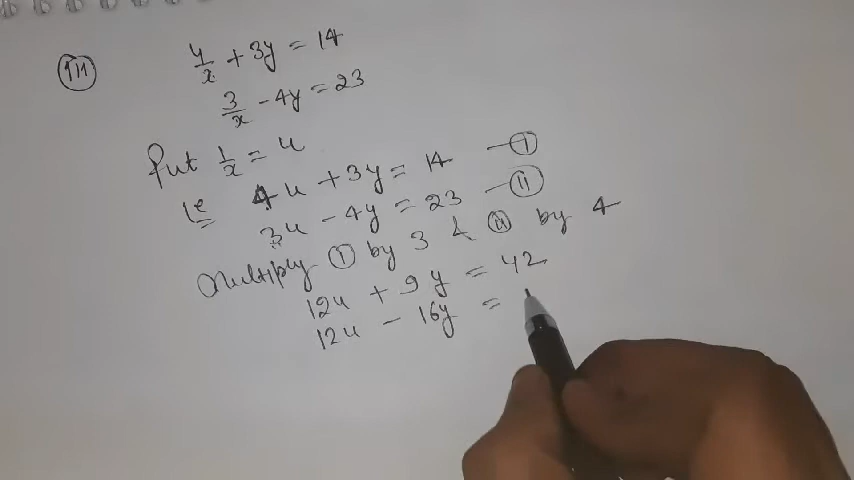 (III) 4/x + 3y = 14
3/x - 4y = 23
Put 1/x = u
ie 4u + 3y = 14 - (I)
3u - 4y = 23 - (II)
Multiply (I) by 3 & (II) by 4
12u + 9y = 42
12u - 16y =